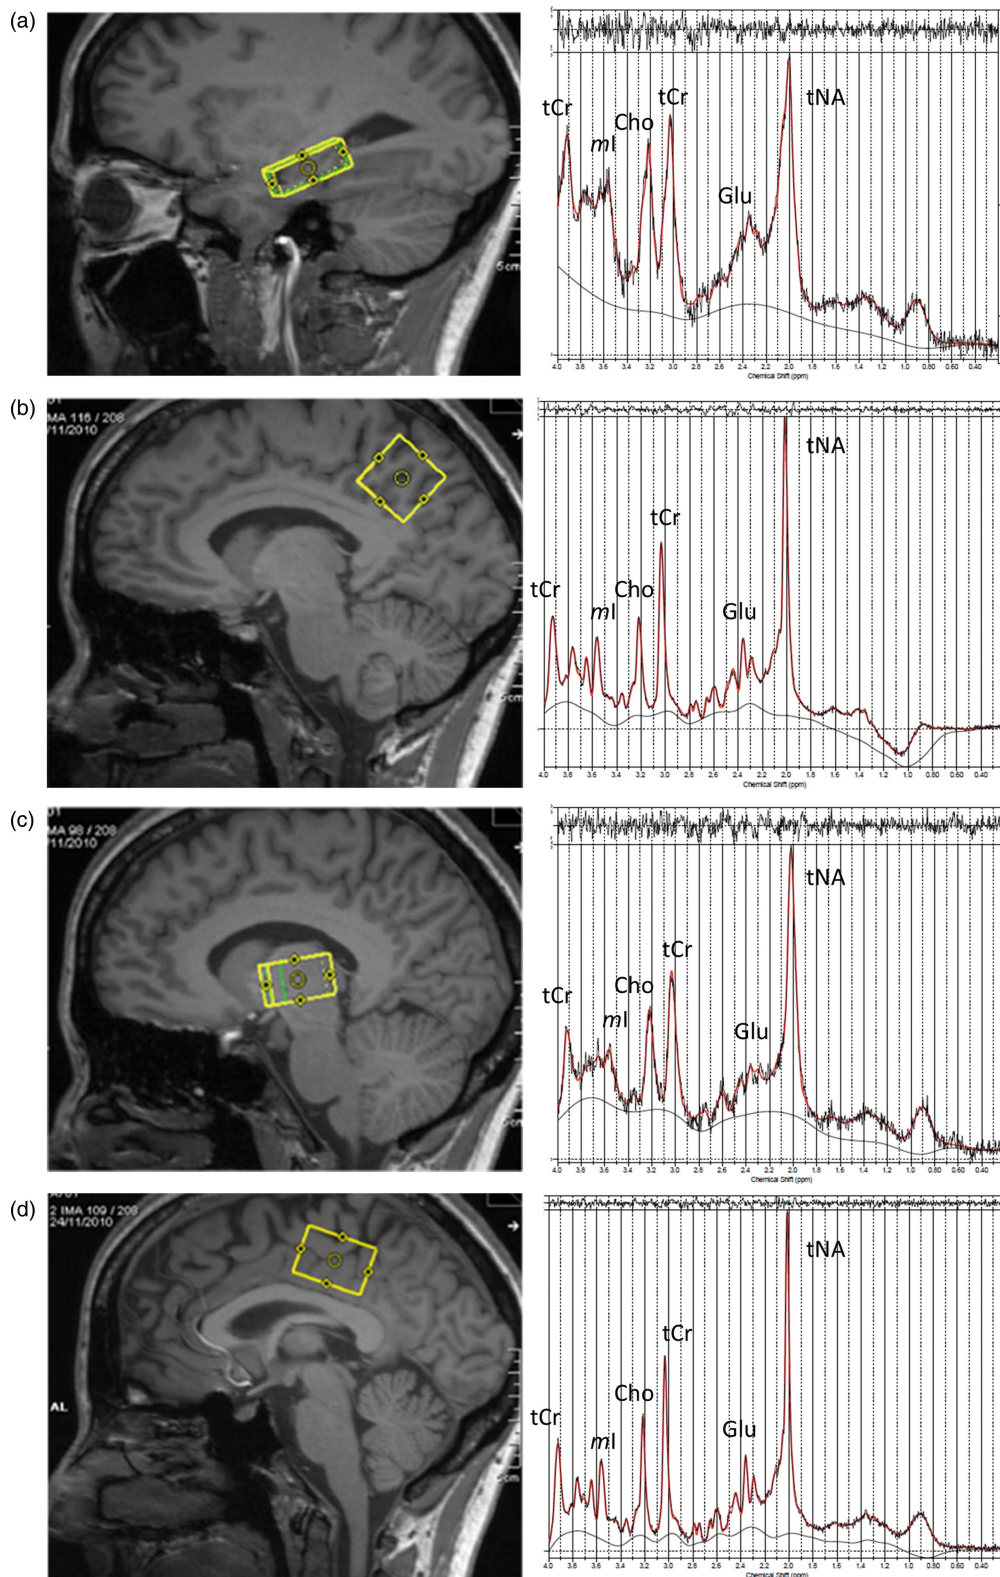 (a)
5 cm
tCr
mI
Cho
tCr
Glu
tNA
4.0 3.8 3.6 3.4 3.2 3.0 2.8 2.6 2.4 2.2 2.0 1.8 1.6 1.4 1.2 1.0 0.80 0.60 0.40
Chemical Shift (ppm)
(b)
MA 116 / 208
/11/2010
tCr
mI
Cho
tCr
Glu
tNA
4.0 3.8 3.6 3.4 3.2 3.0 2.8 2.6 2.4 2.2 2.0 1.8 1.6 1.4 1.2 1.0 0.80 0.60 0.40
Chemical Shift (ppm)
(c)
MA 98 / 208
/11/2010
tCr
mI
Cho
tCr
Glu
tNA
4.0 3.8 3.6 3.4 3.2 3.0 2.8 2.6 2.4 2.2 2.0 1.8 1.6 1.4 1.2 1.0 0.80 0.60 0.40
Chemical Shift (ppm)
(d)
2 IMA 109 / 208
24/11/2010
AL
tCr
mI
Cho
tCr
Glu
tNA
4.0 3.8 3.6 3.4 3.2 3.0 2.8 2.6 2.4 2.2 2.0 1.8 1.6 1.4 1.2 1.0 0.80 0.60 0.40
Chemical Shift (ppm)